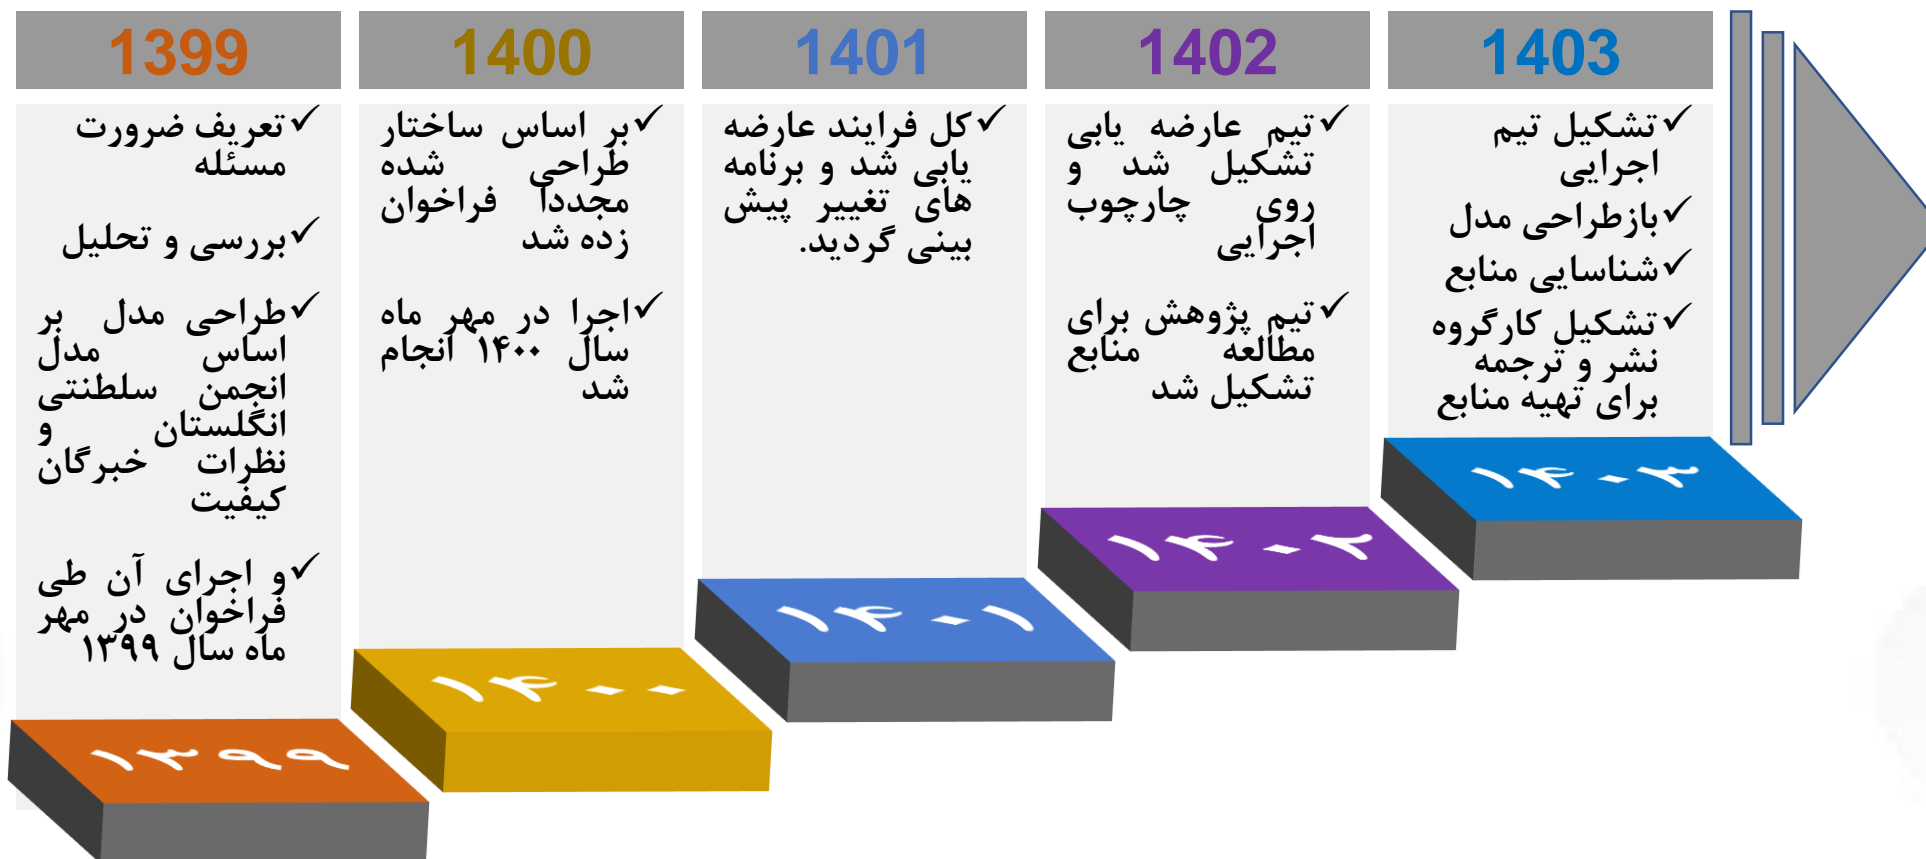 1399
تعریف ضرورت
مسئله
بررسی و تحلیل
طراحی مدل بر
اساس مدل
انجمن سلطنتی
انگلستان و
نظرات خبرگان
کیفیت
و اجرای آن طی
فراخوان در مهر
ماه سال ۱۳۹۹
۱۳۹۹
1400
بر اساس ساختار
طراحی شده
مجددا فراخوان
زده شد
اجرا در مهر ماه
سال ۱۴۰۰ انجام
شد
۱۴۰۰
1401
کل فرایند عارضه
یابی شد و برنامه
های تغییر پیش
بینی گردید.
۱۴۰۱
1402
تیم عارضه یابی
تشکیل شد و
روی چارچوب
اجرایی
تیم پژوهش برای
مطالعه منابع
تشکیل شد
۱۴۰۲
1403
تشکیل تیم
اجرایی
بازطراحی مدل
شناسایی منابع
تشکیل کارگروه
نشر و ترجمه
برای تهیه منابع
۱۴۰۳